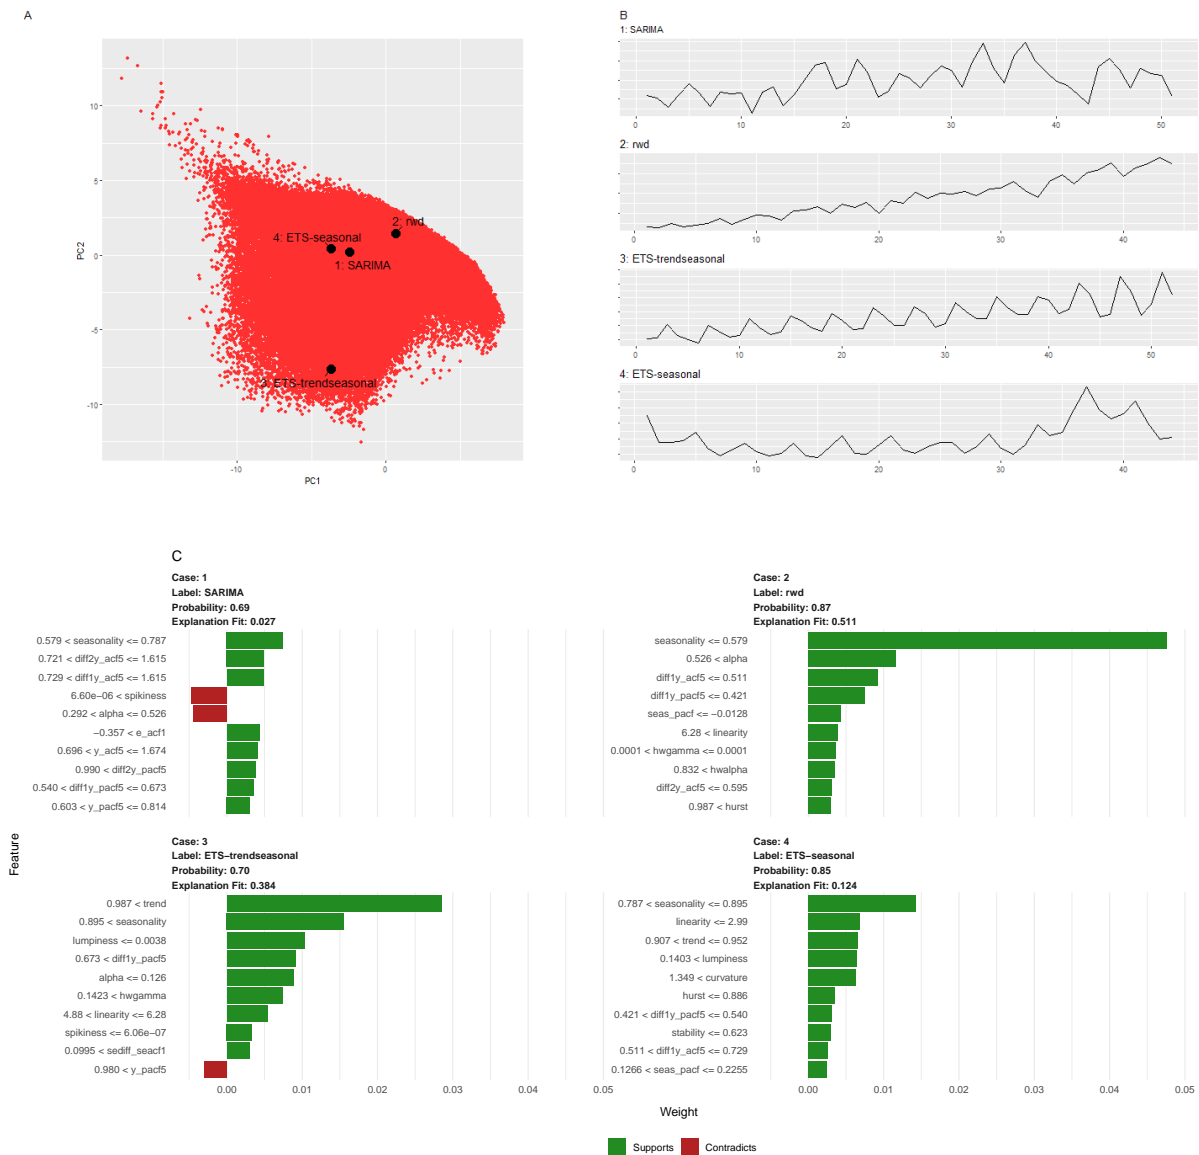 A
10
5
0
-5
-10
PC2
-10
0
PC1
2: rwd
4: ETS-seasonal
1: SARIMA
3: ETS-trendseasonal
B
1: SARIMA
0 10 20 30 40 50
2: rwd
0 10 20 30 40
3: ETS-trendseasonal
0 10 20 30 40 50
4: ETS-seasonal
0 10 20 30 40
C
Case: 1
Label: SARIMA
Probability: 0.69
Explanation Fit: 0.027
0.579 < seasonality <= 0.787
0.721 < diff2y_acf5 <= 1.615
0.729 < diff1y_acf5 <= 1.615
6.60e−06 < spikiness
0.292 < alpha <= 0.526
−0.357 < e_acf1
0.696 < y_acf5 <= 1.674
0.990 < diff2y_pacf5
0.540 < diff1y_pacf5 <= 0.673
0.603 < y_pacf5 <= 0.814
Case: 2
Label: rwd
Probability: 0.87
Explanation Fit: 0.511
seasonality <= 0.579
0.526 < alpha
diff1y_acf5 <= 0.511
diff1y_pacf5 <= 0.421
seas_pacf <= −0.0128
6.28 < linearity
0.0001 < hwgamma <= 0.0001
0.832 < hwalpha
diff2y_acf5 <= 0.595
0.987 < hurst
Feature
Case: 3
Label: ETS−trendseasonal
Probability: 0.70
Explanation Fit: 0.384
0.987 < trend
0.895 < seasonality
lumpiness <= 0.0038
0.673 < diff1y_pacf5
alpha <= 0.126
0.1423 < hwgamma
4.88 < linearity <= 6.28
spikiness <= 6.06e−07
0.0995 < sediff_seacf1
0.980 < y_pacf5
0.00 0.01 0.02 0.03 0.04 0.05
Case: 4
Label: ETS−seasonal
Probability: 0.85
Explanation Fit: 0.124
0.787 < seasonality <= 0.895
linearity <= 2.99
0.907 < trend <= 0.952
0.1403 < lumpiness
1.349 < curvature
hurst <= 0.886
0.421 < diff1y_pacf5 <= 0.540
stability <= 0.623
0.511 < diff1y_acf5 <= 0.729
0.1266 < seas_pacf <= 0.2255
0.00 0.01 0.02 0.03 0.04 0.05
Weight
Supports Contradicts